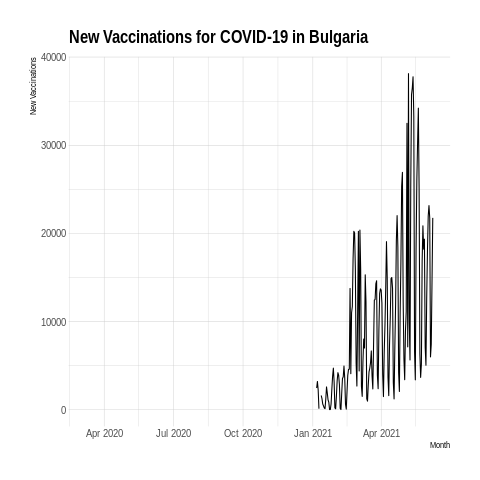 New Vaccinations for COVID-19 in Bulgaria
New Vaccinations
40000
30000
20000
10000
0
Apr 2020 Jul 2020 Oct 2020 Jan 2021 Apr 2021
Month